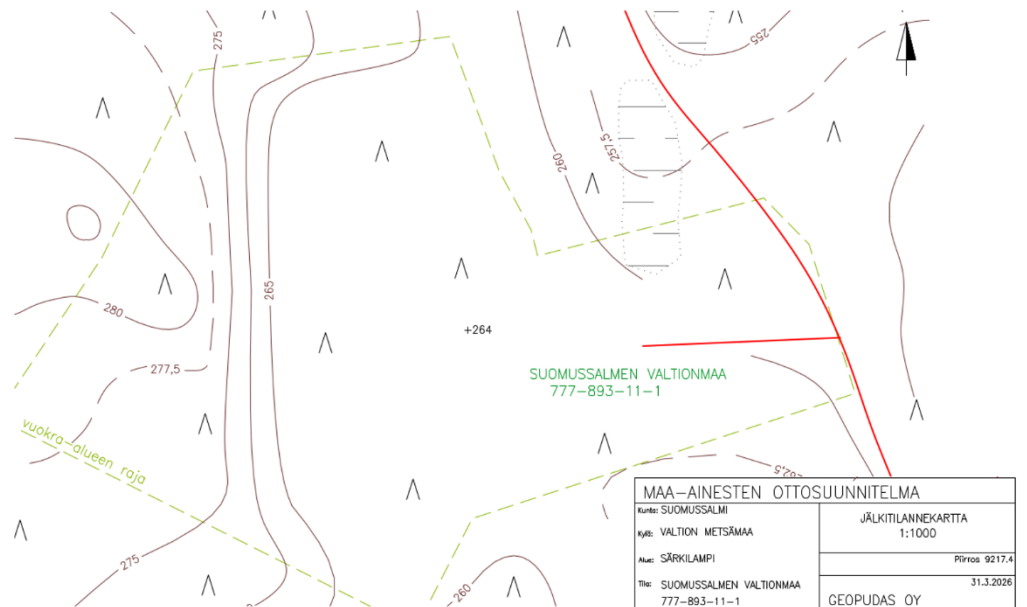 275
255
257,5
260
265
280
+264
277,5
SUOMUSSALMEN VALTIONMAA
777-893-11-1
vuokra-alueen raja
262,5
275
260
MAA-AINESTEN OTTOSUUNNITELMA
Kunta: SUOMUSSALMI
Kylä: VALTION METSÄMAA
Alue: SÄRKILAMPI
Tila: SUOMUSSALMEN VALTIONMAA
777-893-11-1
JÄLKITILANNEKARTTA
1:1000
Piirros 9217.4
31.3.2026
GEOPUDAS OY